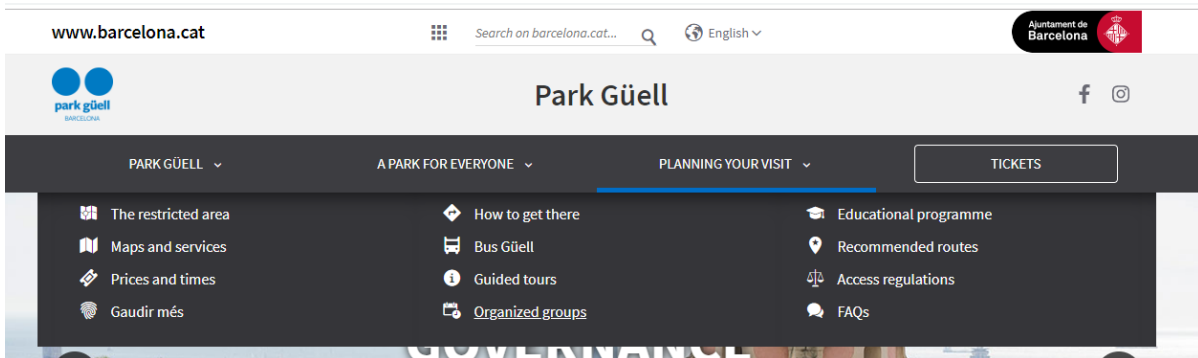 www.barcelona.cat
Search on barcelona.cat...
English
Ajuntament de
Barcelona
park güell
BARCELONA
Park Güell
PARK GÜELL
A PARK FOR EVERYONE
PLANNING YOUR VISIT
TICKETS
The restricted area
Maps and services
Prices and times
Gaudir més
How to get there
Bus Güell
Guided tours
Organized groups
Educational programme
Recommended routes
Access regulations
FAQs
GOVERNANCE